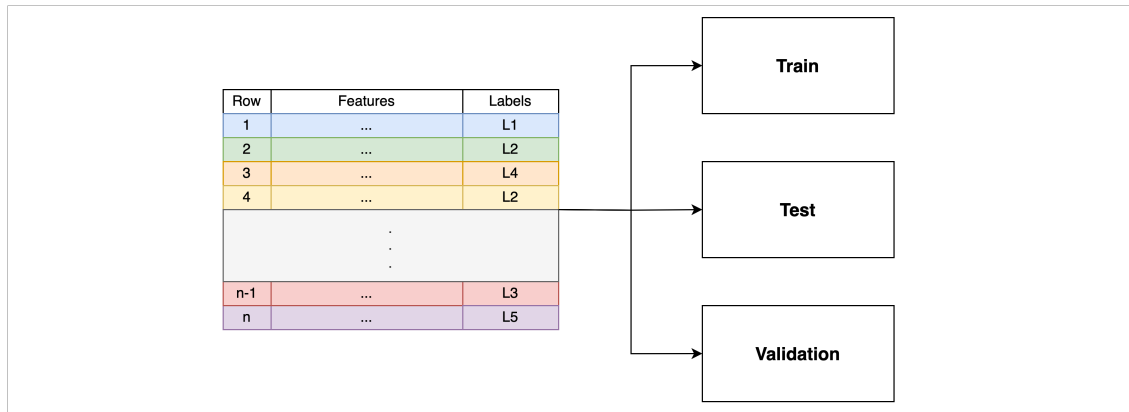 Row Features Labels
1 ... L1
2 ... L2
3 ... L4
4 ... L2
.
.
.
n-1 ... L3
n ... L5
Train
Test
Validation